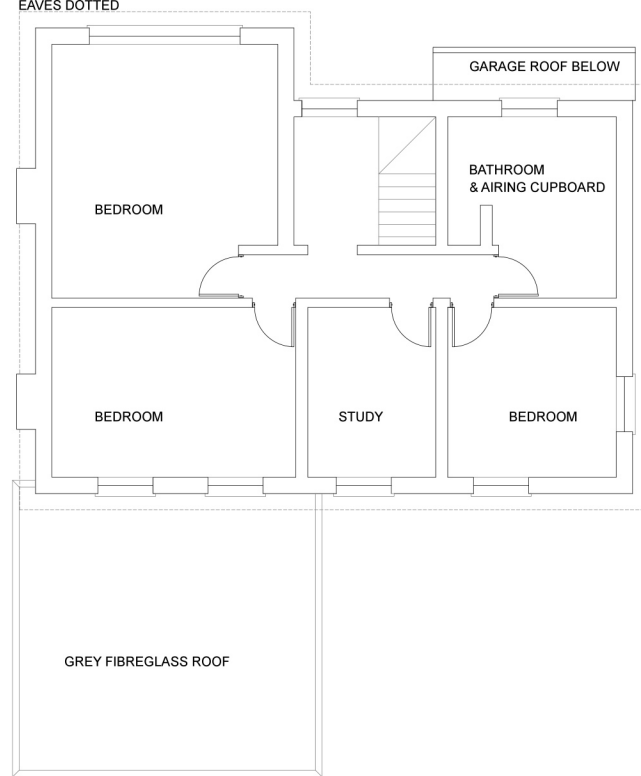 EAVES DOTTED
GARAGE ROOF BELOW
BATHROOM
& AIRING CUPBOARD
BEDROOM
BEDROOM
STUDY
BEDROOM
GREY FIBREGLASS ROOF